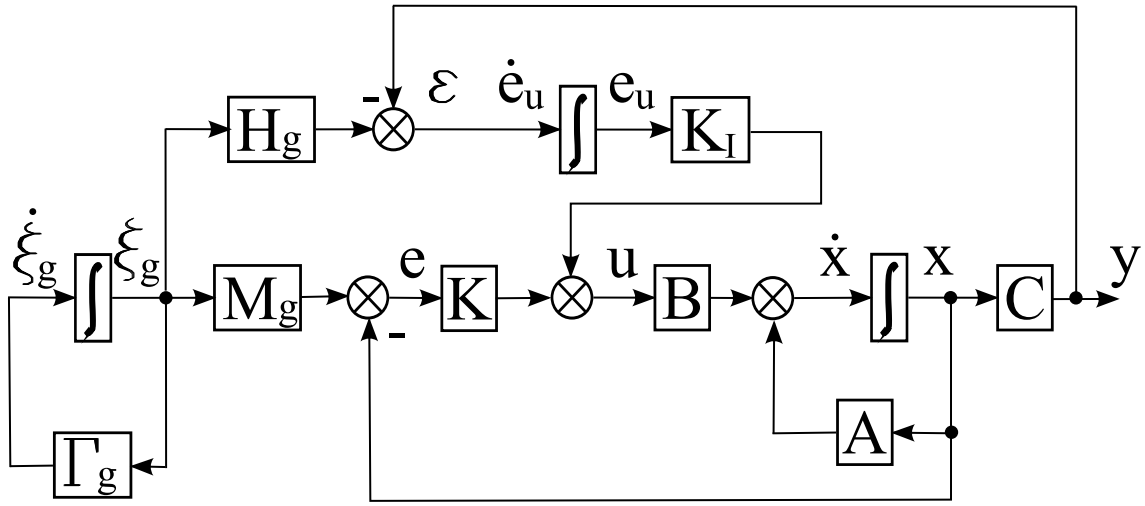 - ε ė_u ∫ e_u
H_g K_I
ξ̇_g ∫ ξ_g M_g e K u B ẋ ∫ x C y
-
Γ_g A